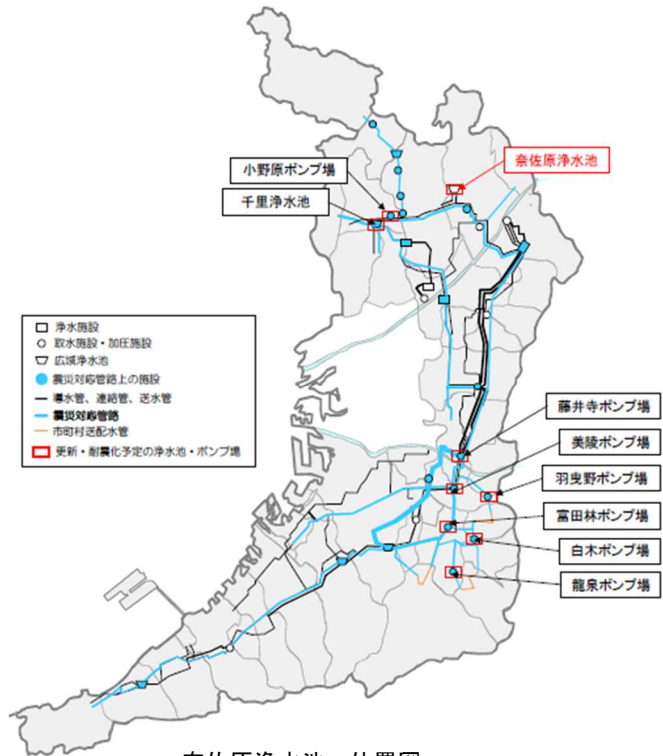 奈佐原浄水池
小野原ポンプ場
千里浄水池
浄水施設
取水施設・加圧施設
広域浄水池
震災対応管路上の施設
導水管、連絡管、送水管
震災対応管路
市町村送配水管
更新・耐震化予定の浄水池・ポンプ場
藤井寺ポンプ場
美陵ポンプ場
羽曳野ポンプ場
富田林ポンプ場
白木ポンプ場
龍泉ポンプ場